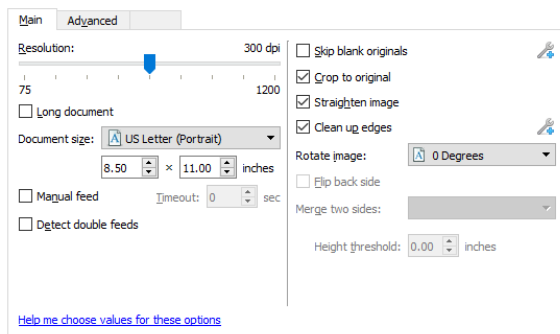 Main
Advanced
Resolution: 300 dpi
75 1200
Long document
Document size: US Letter (Portrait)
8.50 × 11.00 inches
Manual feed Timeout: 0 sec
Detect double feeds
Help me choose values for these options
Skip blank originals
Crop to original
Straighten image
Clean up edges
Rotate image: 0 Degrees
Flip back side
Merge two sides:
Height threshold: 0.00 inches